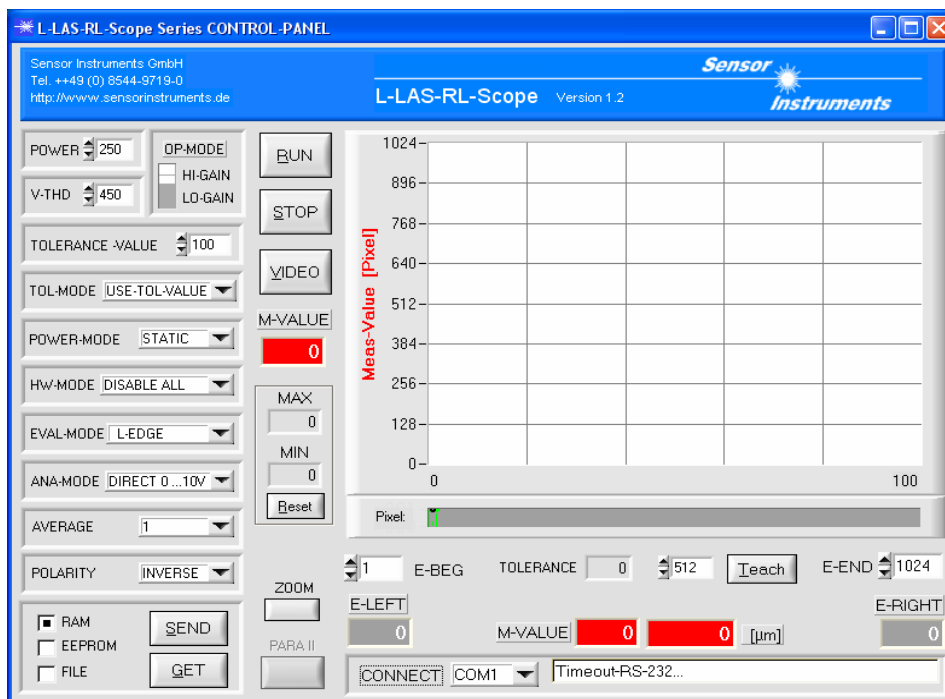 L-LAS-RL-Scope Series CONTROL-PANEL
Sensor Instruments GmbH
Tel. ++49 (0) 8544-9719-0
http://www.sensorinstruments.de
L-LAS-RL-Scope Version 1.2
Sensor
Instruments
POWER 250
OP-MODE
HI-GAIN
LO-GAIN
V-THD 450
TOLERANCE -VALUE 100
TOL-MODE USE-TOL-VALUE
POWER-MODE STATIC
HW-MODE DISABLE ALL
EVAL-MODE L-EDGE
ANA-MODE DIRECT 0 ...10V
AVERAGE 1
POLARITY INVERSE
RAM
EEPROM
FILE
SEND
GET
RUN
STOP
VIDEO
M-VALUE
0
MAX
0
MIN
0
Reset
ZOOM
PARA II
Meas-Value [Pixel]
1024
896
768
640
512
384
256
128
0
0 100
Pixel:
1 E-BEG TOLERANCE 0 512 Teach E-END 1024
E-LEFT E-RIGHT
0 M-VALUE 0 0 [µm] 0
CONNECT COM1 Timeout-RS-232...